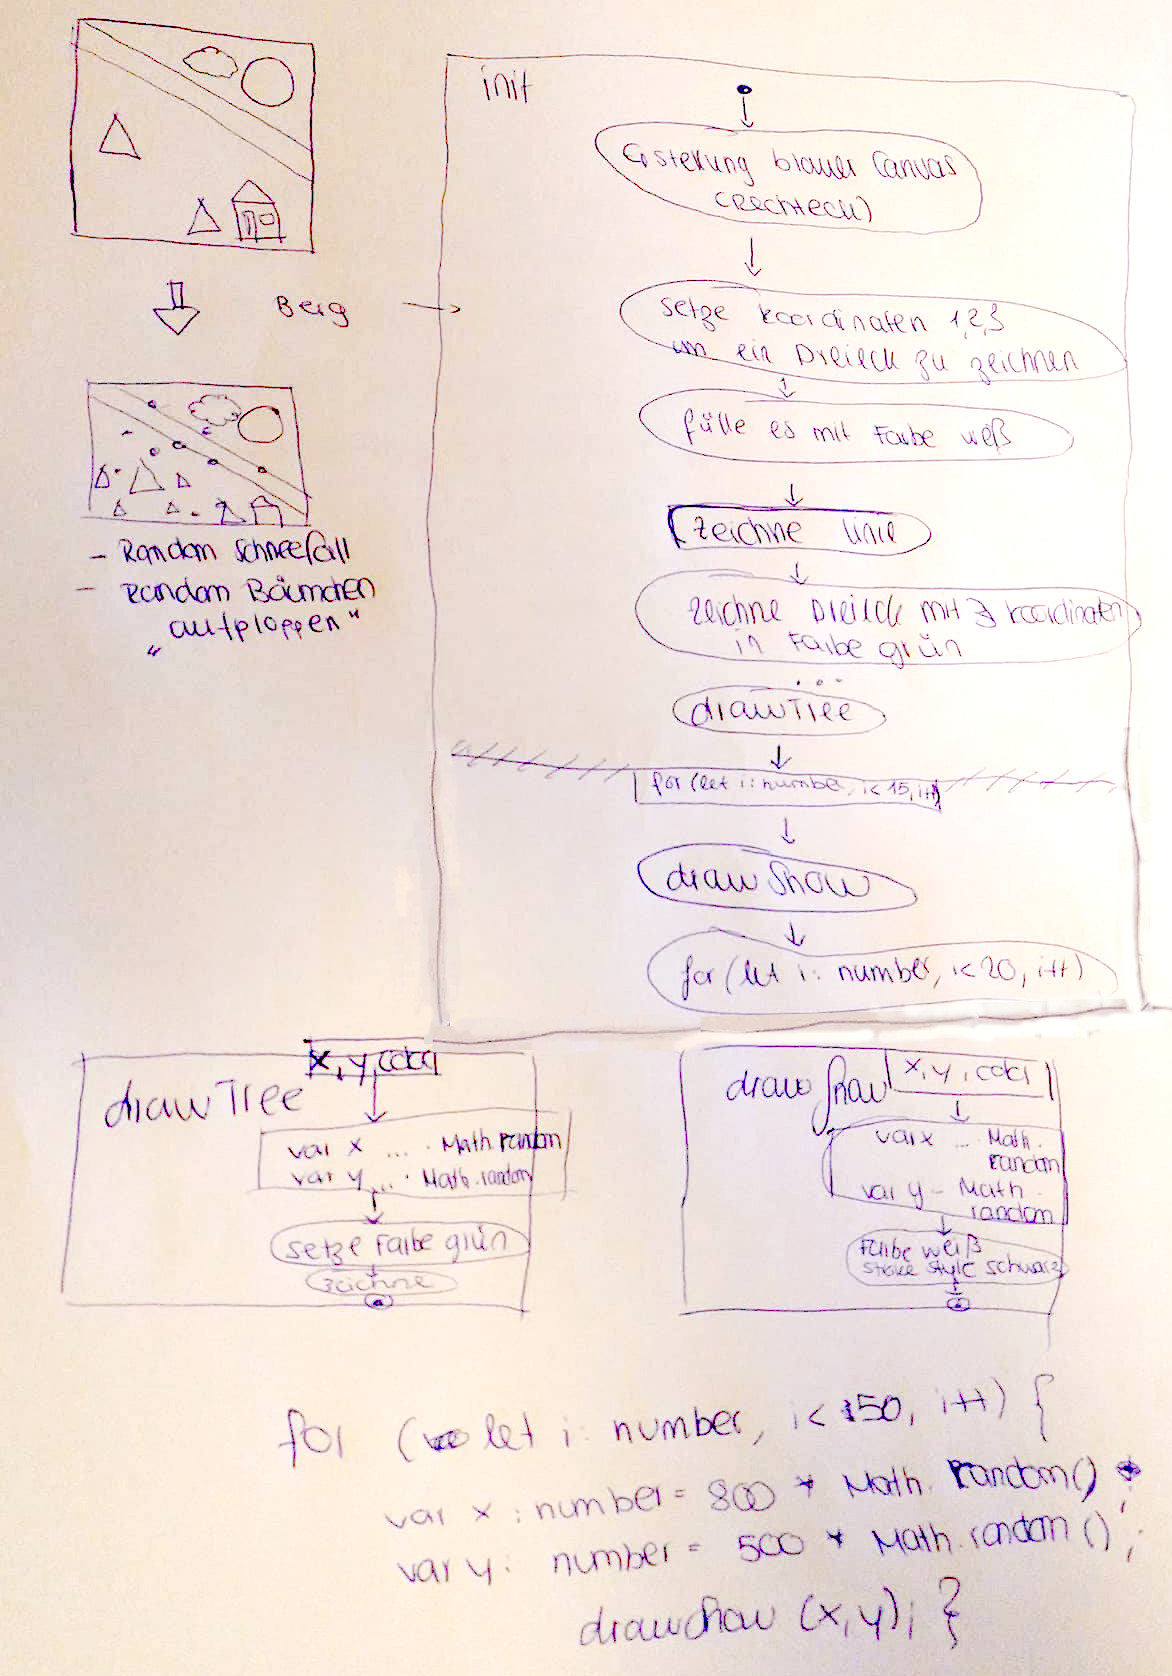 init
Erstellung blauer Canvas
(Rechteck)
Berg
setze koordinaten 1,2,3
um ein Dreieck zu zeichnen
fülle es mit Farbe weiß
zeichne linie
zeichne Dreieck mit 3 koordinaten
in Farbe grün
...
drawTree
for (let i: number, i < 15, i++)
drawSnow
for (let i: number, i < 20, i++)
- Random Schneefall
- Random Bäumchen
„aufploppen"
drawTree
x, y, color
var x ... . Math.random
var y ... . Math.random
setze Farbe grün
zeichne
drawSnow
x, y, color
var x ... Math.
random
var y - Math.
random
Farbe weiß
stroke style schwarz
for (let i: number, i < 150, i++) {
var x : number = 800 * Math.random() ;
var y : number = 500 * Math.random() ;
drawSnow (x, y); }